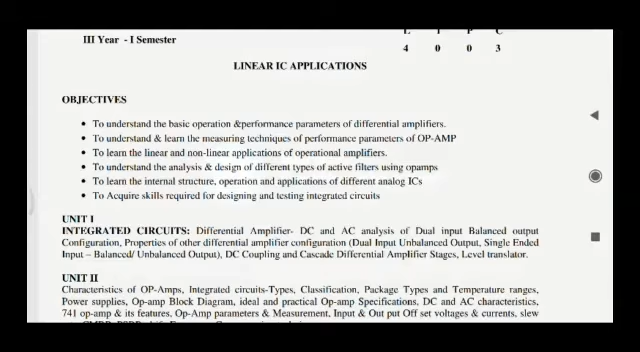 III Year - I Semester
L T P C
4 0 0 3
LINEAR IC APPLICATIONS
OBJECTIVES
• To understand the basic operation &performance parameters of differential amplifiers.
• To understand & learn the measuring techniques of performance parameters of OP-AMP
• To learn the linear and non-linear applications of operational amplifiers.
• To understand the analysis & design of different types of active filters using opamps
• To learn the internal structure, operation and applications of different analog ICs
• To Acquire skills required for designing and testing integrated circuits
UNIT I
INTEGRATED CIRCUITS: Differential Amplifier- DC and AC analysis of Dual input Balanced output
Configuration, Properties of other differential amplifier configuration (Dual Input Unbalanced Output, Single Ended
Input – Balanced/ Unbalanced Output), DC Coupling and Cascade Differential Amplifier Stages, Level translator.
UNIT II
Characteristics of OP-Amps, Integrated circuits-Types, Classification, Package Types and Temperature ranges,
Power supplies, Op-amp Block Diagram, ideal and practical Op-amp Specifications, DC and AC characteristics,
741 op-amp & its features, Op-Amp parameters & Measurement, Input & Out put Off set voltages & currents, slew